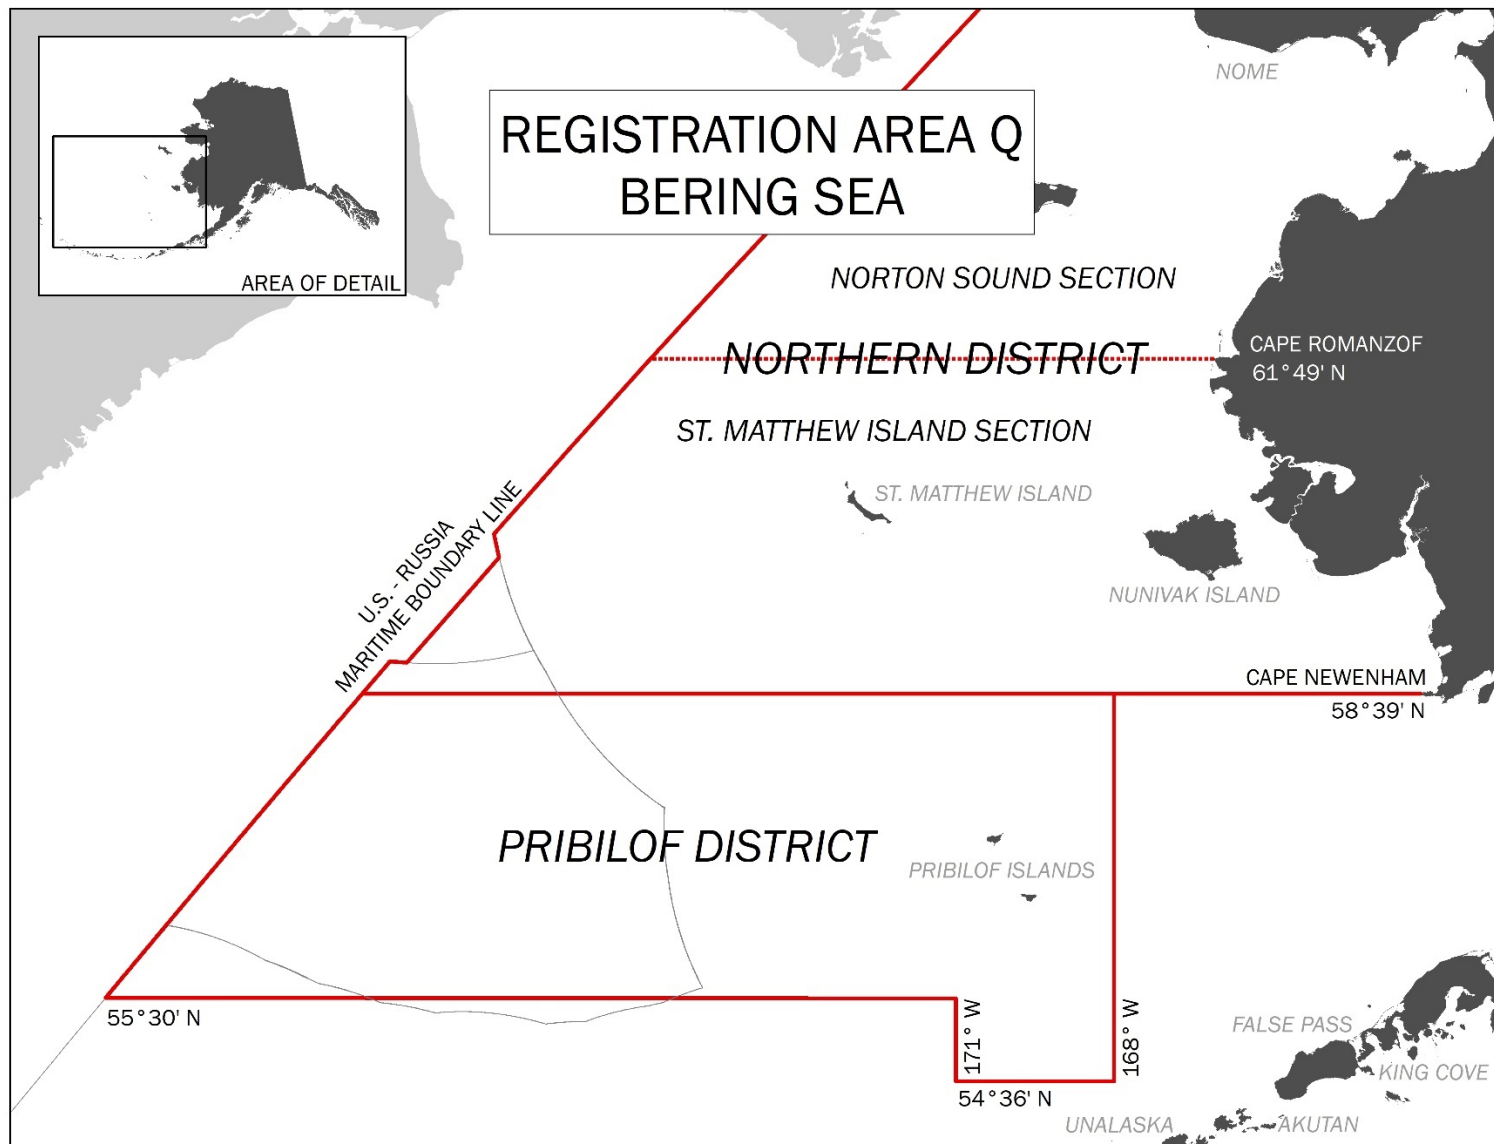 NOME
REGISTRATION AREA Q
BERING SEA
AREA OF DETAIL
NORTON SOUND SECTION
NORTHERN DISTRICT
CAPE ROMANZOF
61°49' N
ST. MATTHEW ISLAND SECTION
ST. MATTHEW ISLAND
U.S. - RUSSIA
MARITIME BOUNDARY LINE
NUNIVAK ISLAND
CAPE NEWENHAM
58°39' N
PRIBILOF DISTRICT
PRIBILOF ISLANDS
55°30' N
171° W
168° W
54°36' N
FALSE PASS
KING COVE
UNALASKA
AKUTAN